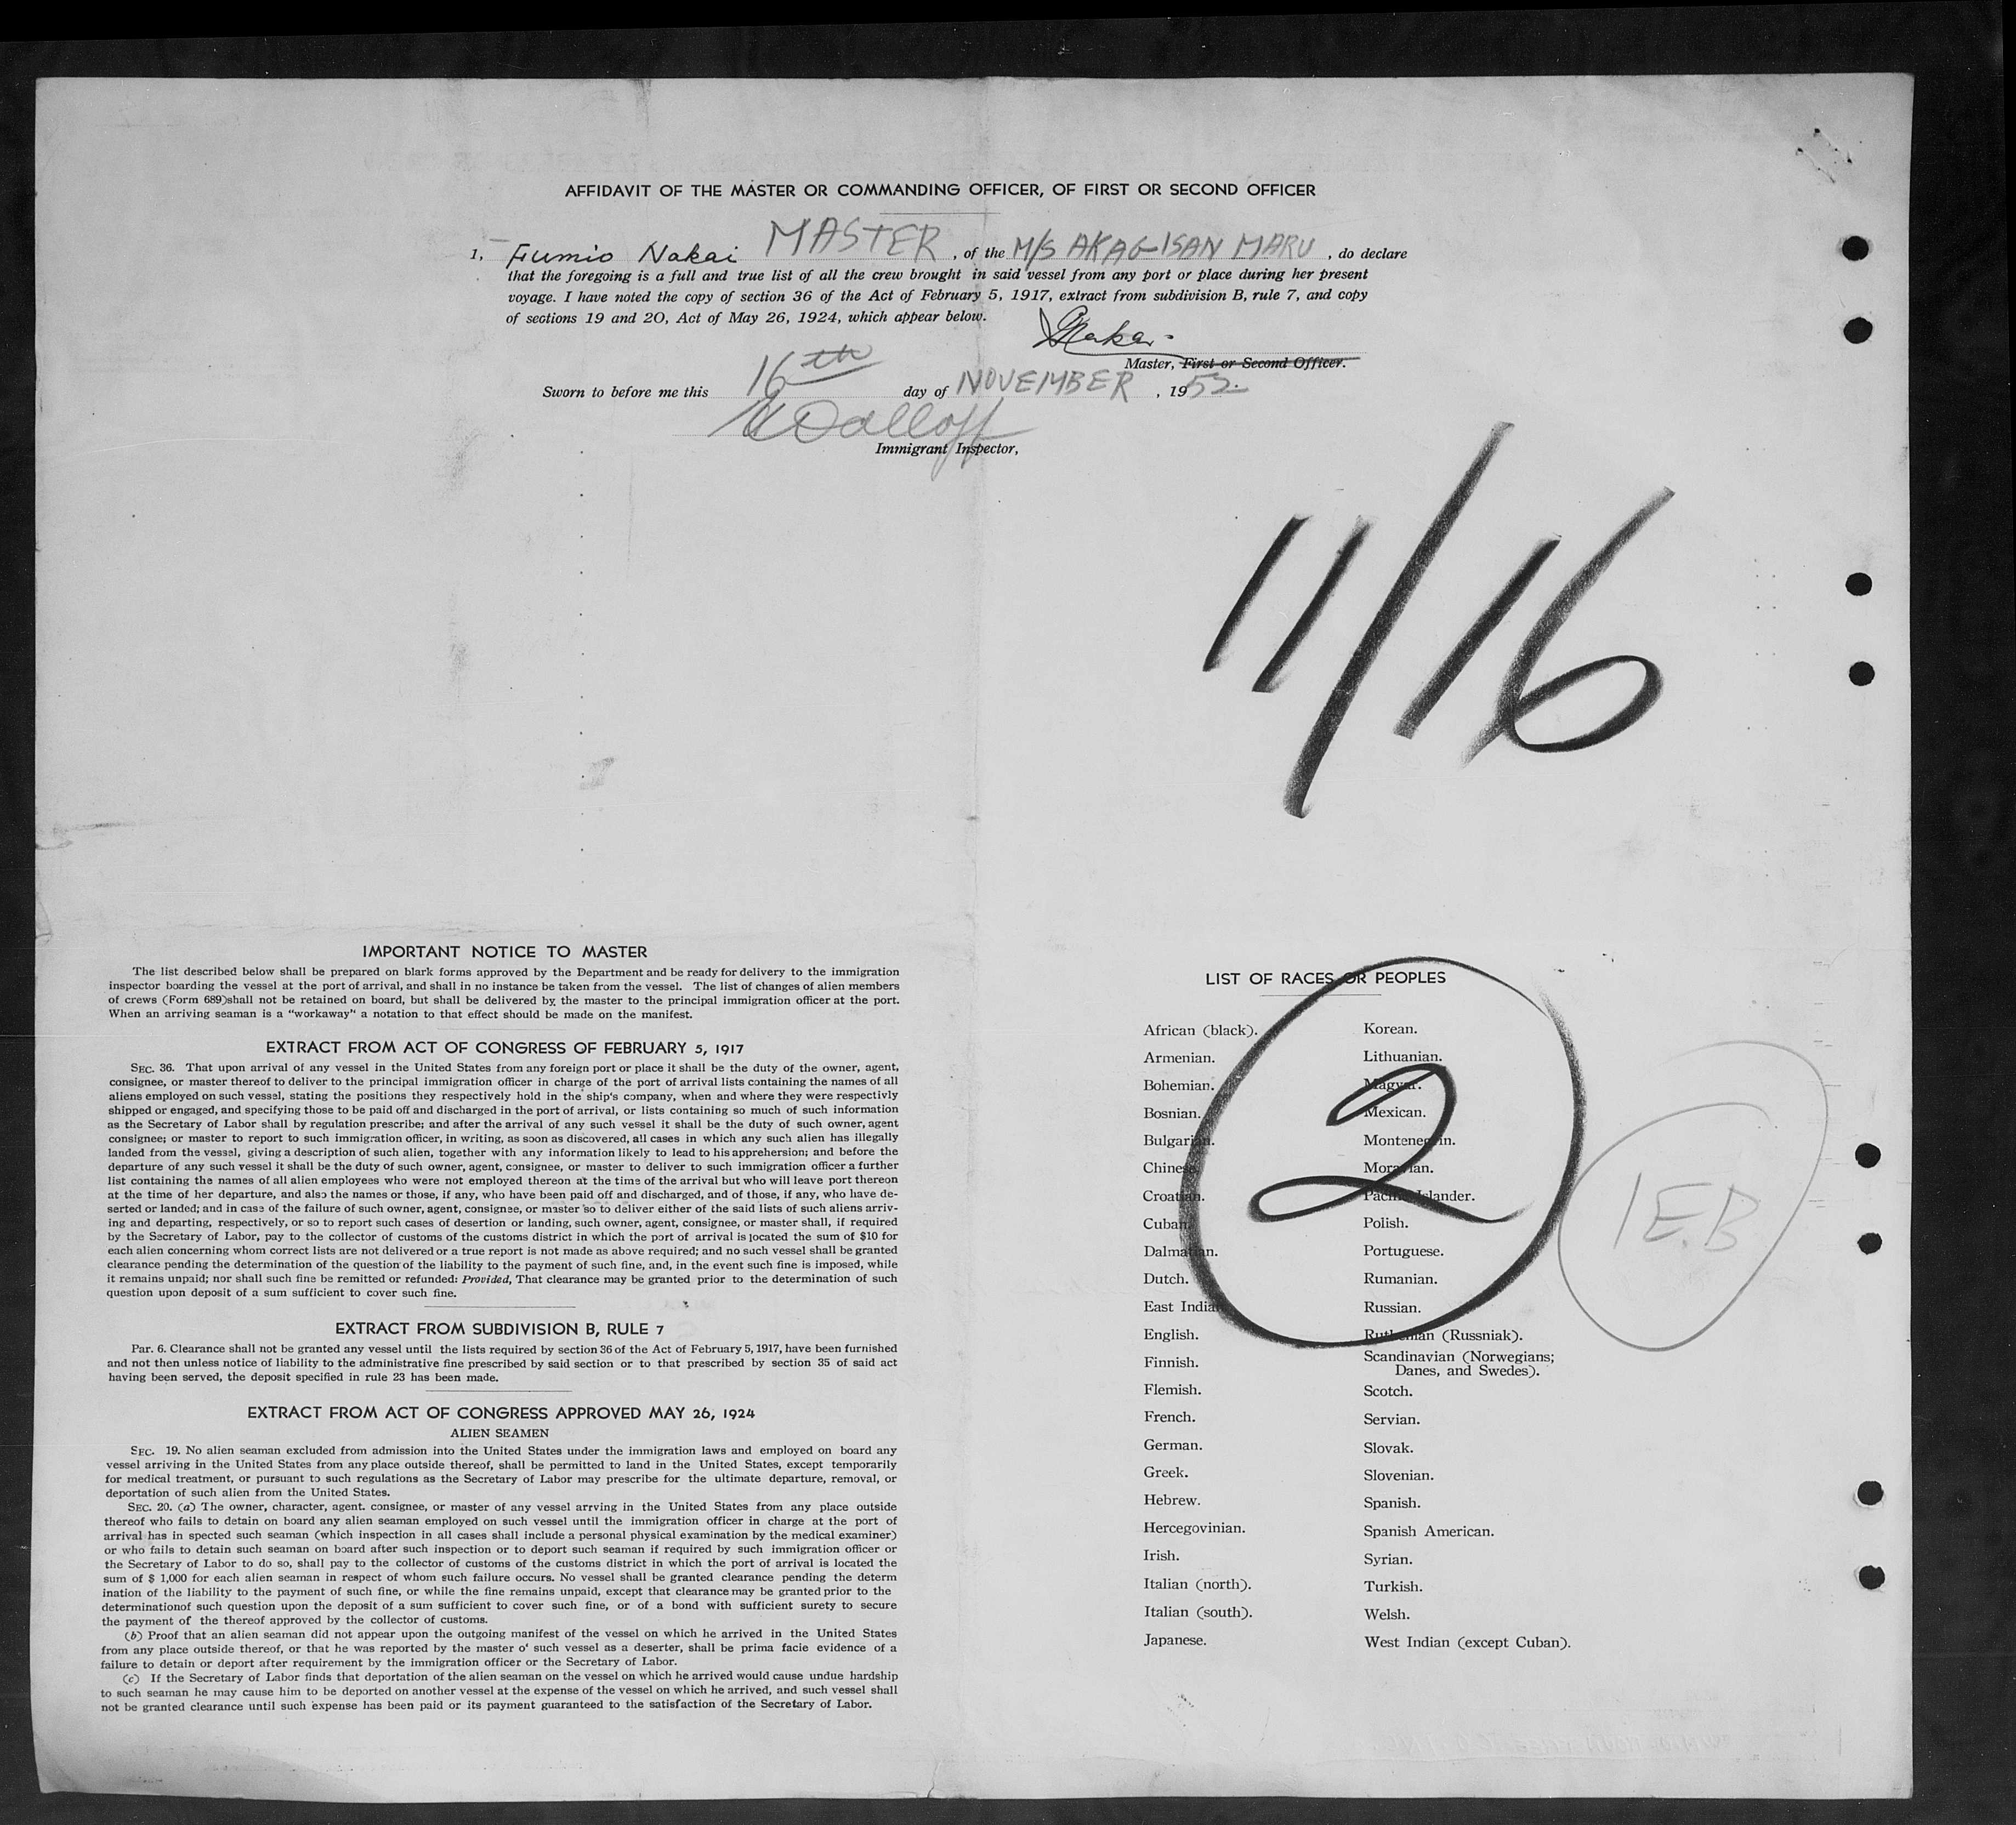 AFFIDAVIT OF THE MASTER OR COMMANDING OFFICER, OF FIRST OR SECOND OFFICER
1, Fumio Nakai MASTER, of the M/S AKAGISAN MARU, do declare
that the foregoing is a full and true list of all the crew brought in said vessel from any port or place during her present
voyage. I have noted the copy of section 36 of the Act of February 5, 1917, extract from subdivision B, rule 7, and copy
of sections 19 and 20, Act of May 26, 1924, which appear below.
Master, First or Second Officer.
Sworn to before me this 16th day of NOVEMBER, 1952.
Immigrant Inspector,
11/16
IMPORTANT NOTICE TO MASTER
The list described below shall be prepared on blark forms approved by the Department and be ready for delivery to the immigration
inspector boarding the vessel at the port of arrival, and shall in no instance be taken from the vessel. The list of changes of alien members
of crews (Form 689)shall not be retained on board, but shall be delivered by the master to the principal immigration officer at the port.
When an arriving seaman is a "workaway" a notation to that effect should be made on the manifest.
EXTRACT FROM ACT OF CONGRESS OF FEBRUARY 5, 1917
SEC. 36. That upon arrival of any vessel in the United States from any foreign port or place it shall be the duty of the owner, agent,
consignee, or master thereof to deliver to the principal immigration officer in charge of the port of arrival lists containing the names of all
aliens employed on such vessel, stating the positions they respectively hold in the ship's company, when and where they were respectivly
shipped or engaged, and specifying those to be paid off and discharged in the port of arrival, or lists containing so much of such information
as the Secretary of Labor shall by regulation prescribe; and after the arrival of any such vessel it shall be the duty of such owner, agent
consignee; or master to report to such immigration officer, in writing, as soon as discovered, all cases in which any such alien has illegally
landed from the vessel, giving a description of such alien, together with any information likely to lead to his apprehersion; and before the
departure of any such vessel it shall be the duty of such owner, agent, consignee, or master to deliver to such immigration officer a further
list containing the names of all alien employees who were not employed thereon at the time of the arrival but who will leave port thereon
at the time of her departure, and also the names or those, if any, who have been paid off and discharged, and of those, if any, who have de-
serted or landed; and in case of the failure of such owner, agent, consignee, or master so to deliver either of the said lists of such aliens arriv-
ing and departing, respectively, or so to report such cases of desertion or landing, such owner, agent, consignee, or master shall, if required
by the Secretary of Labor, pay to the collector of customs of the customs district in which the port of arrival is located the sum of $10 for
each alien concerning whom correct lists are not delivered or a true report is not made as above required; and no such vessel shall be granted
clearance pending the determination of the question of the liability to the payment of such fine, and, in the event such fine is imposed, while
it remains unpaid; nor shall such fine be remitted or refunded: Provided, That clearance may be granted prior to the determination of such
question upon deposit of a sum sufficient to cover such fine.
EXTRACT FROM SUBDIVISION B, RULE 7
Par. 6. Clearance shall not be granted any vessel until the lists required by section 36 of the Act of February 5, 1917, have been furnished
and not then unless notice of liability to the administrative fine prescribed by said section or to that prescribed by section 35 of said act
having been served, the deposit specified in rule 23 has been made.
EXTRACT FROM ACT OF CONGRESS APPROVED MAY 26, 1924
ALIEN SEAMEN
SEC. 19. No alien seaman excluded from admission into the United States under the immigration laws and employed on board any
vessel arriving in the United States from any place outside thereof, shall be permitted to land in the United States, except temporarily
for medical treatment, or pursuant to such regulations as the Secretary of Labor may prescribe for the ultimate departure, removal, or
deportation of such alien from the United States.
SEC. 20. (a) The owner, character, agent. consignee, or master of any vessel arrving in the United States from any place outside
thereof who fails to detain on board any alien seaman employed on such vessel until the immigration officer in charge at the port of
arrival has in spected such seaman (which inspection in all cases shall include a personal physical examination by the medical examiner)
or who fails to detain such seaman on board after such inspection or to deport such seaman if required by such immigration officer or
the Secretary of Labor to do so, shall pay to the collector of customs of the customs district in which the port of arrival is located the
sum of $ 1,000 for each alien seaman in respect of whom such failure occurs. No vessel shall be granted clearance pending the determ
ination of the liability to the payment of such fine, or while the fine remains unpaid, except that clearance may be granted prior to the
determinationof such question upon the deposit of a sum sufficient to cover such fine, or of a bond with sufficient surety to secure
the payment of the thereof approved by the collector of customs.
(b) Proof that an alien seaman did not appear upon the outgoing manifest of the vessel on which he arrived in the United States
from any place outside thereof, or that he was reported by the master o' such vessel as a deserter, shall be prima facie evidence of a
failure to detain or deport after requirement by the immigration officer or the Secretary of Labor.
(c) If the Secretary of Labor finds that deportation of the alien seaman on the vessel on which he arrived would cause undue hardship
to such seaman he may cause him to be deported on another vessel at the expense of the vessel on which he arrived, and such vessel shall
not be granted clearance until such expense has been paid or its payment guaranteed to the satisfaction of the Secretary of Labor.
LIST OF RACES OR PEOPLES
African (black).
Armenian.
Bohemian.
Bosnian.
Bulgarian.
Chinese.
Croatian.
Cuban.
Dalmatian.
Dutch.
East Indian.
English.
Finnish.
Flemish.
French.
German.
Greek.
Hebrew.
Hercegovinian.
Irish.
Italian (north).
Italian (south).
Japanese.
Korean.
Lithuanian.
Magyar.
Mexican.
Montenegrin.
Moravian.
Pacific Islander.
Polish.
Portuguese.
Rumanian.
Russian.
Ruthenian (Russniak).
Scandinavian (Norwegians;
Danes, and Swedes).
Scotch.
Servian.
Slovak.
Slovenian.
Spanish.
Spanish American.
Syrian.
Turkish.
Welsh.
West Indian (except Cuban).
2
1E.B